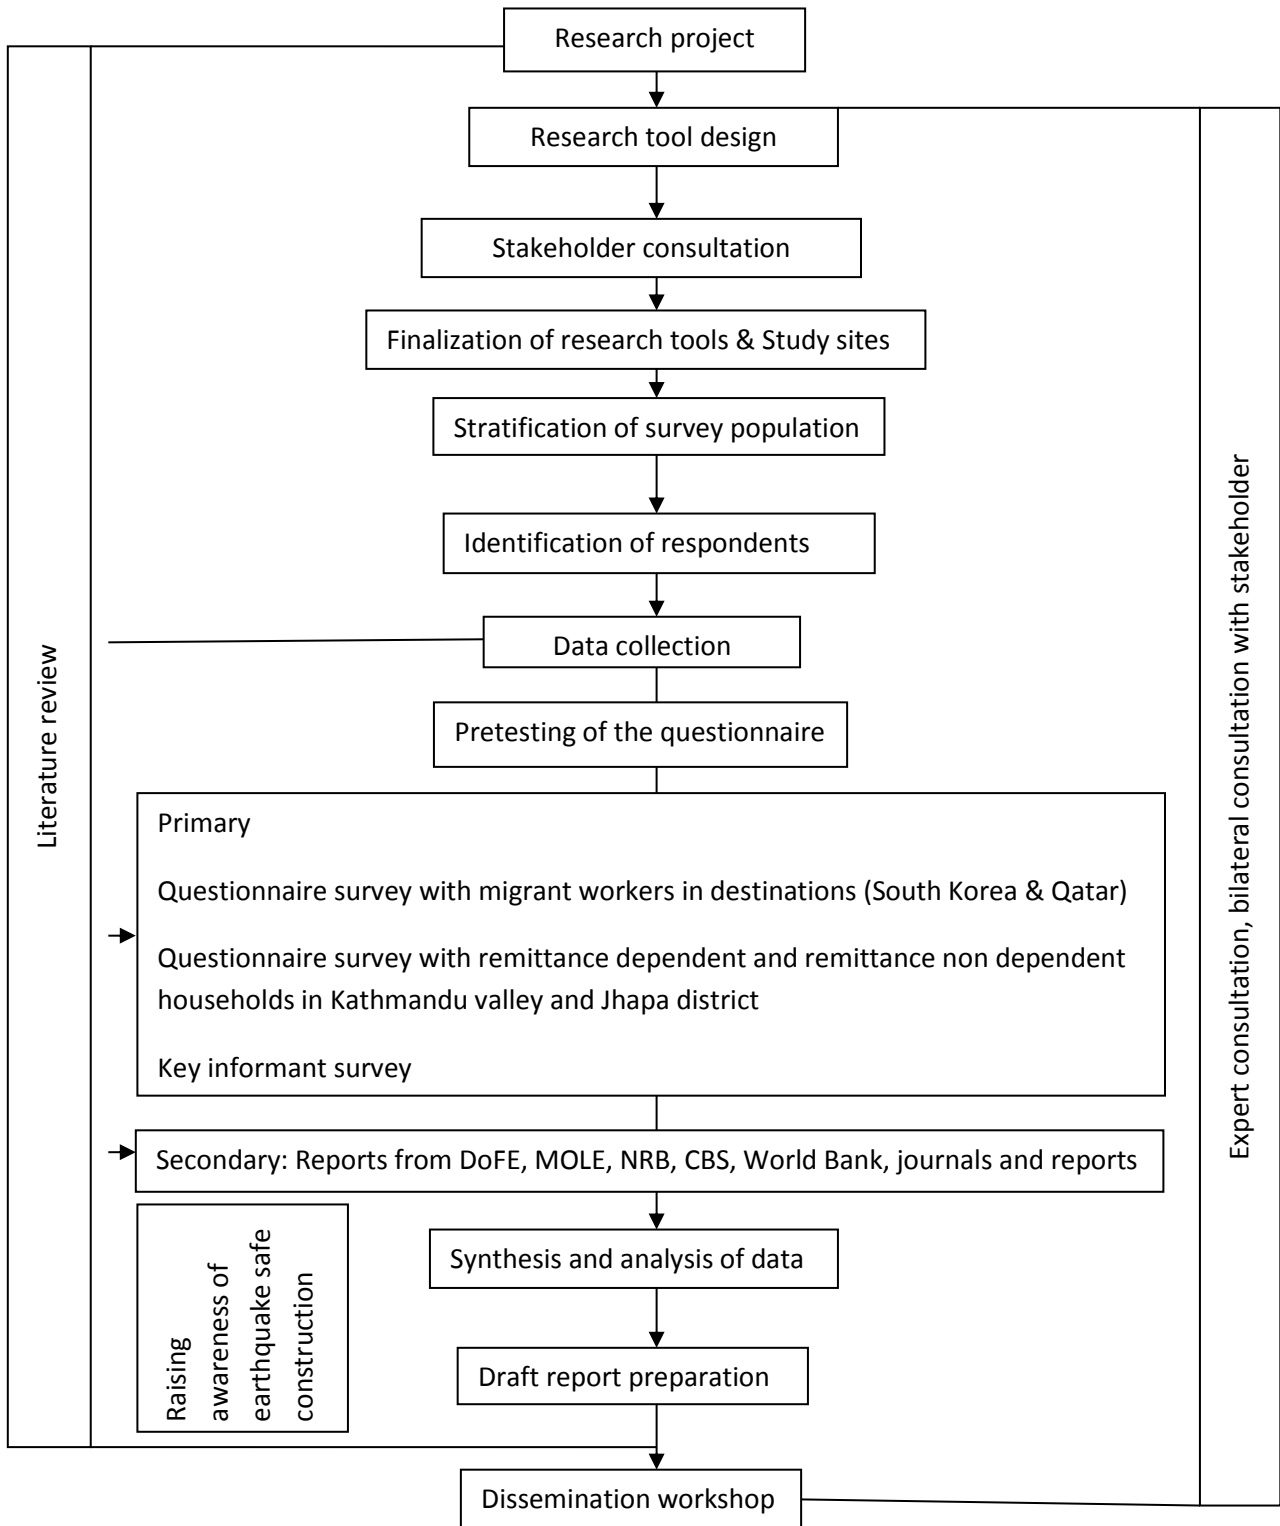 Research project
Research tool design
Stakeholder consultation
Finalization of research tools & Study sites
Stratification of survey population
Identification of respondents
Data collection
Pretesting of the questionnaire
Primary
Questionnaire survey with migrant workers in destinations (South Korea & Qatar)
Questionnaire survey with remittance dependent and remittance non dependent
households in Kathmandu valley and Jhapa district
Key informant survey
Secondary: Reports from DoFE, MOLE, NRB, CBS, World Bank, journals and reports
Synthesis and analysis of data
Draft report preparation
Dissemination workshop
Literature review
Raising
awareness of
earthquake safe
construction
Expert consultation, bilateral consultation with stakeholder